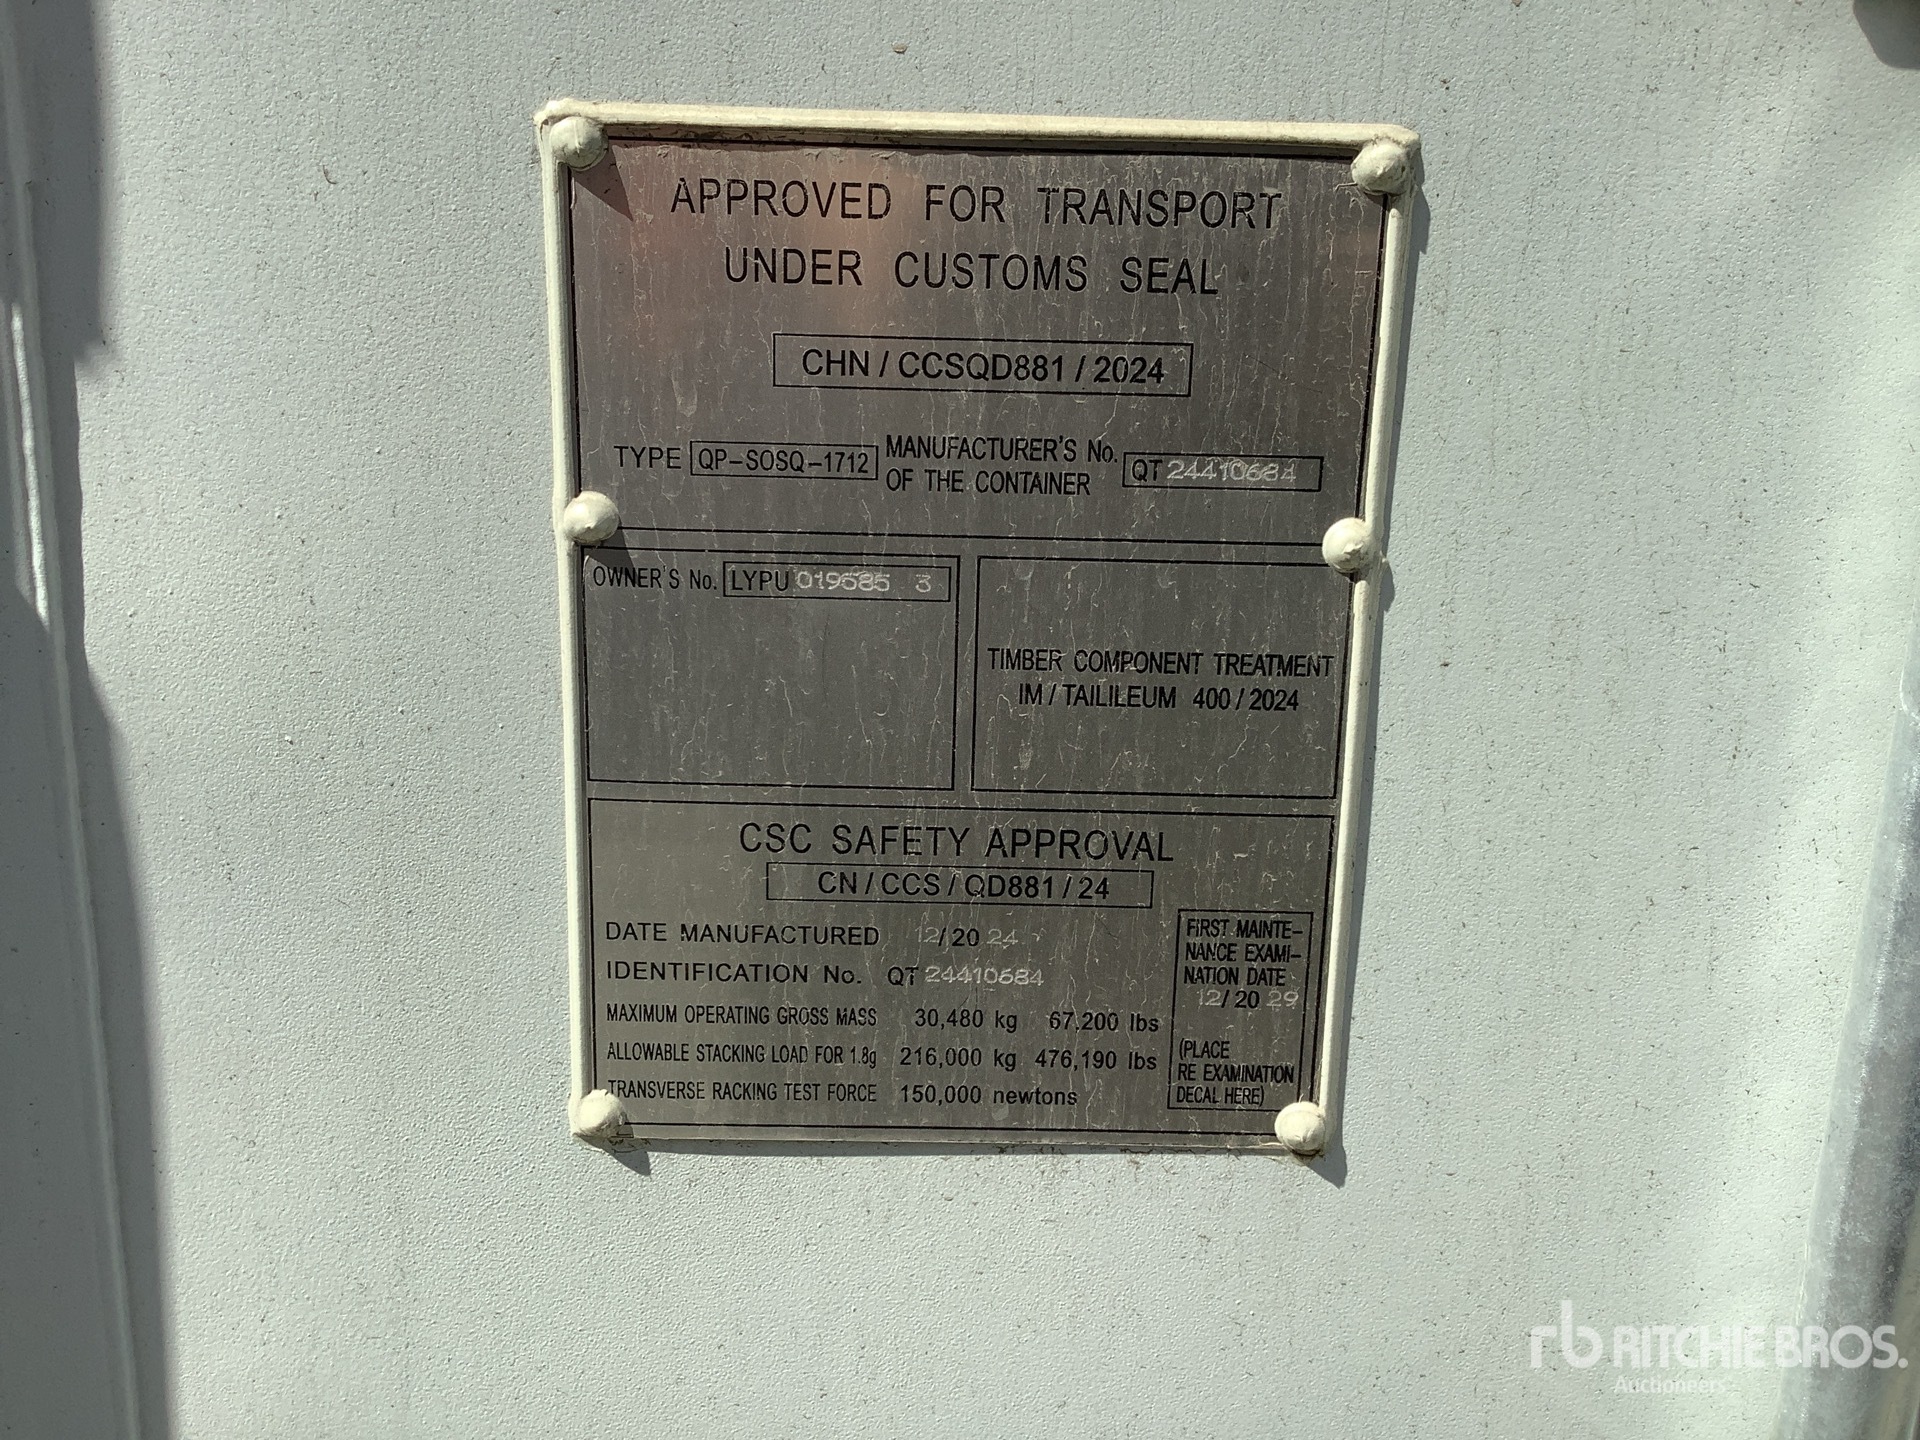 APPROVED FOR TRANSPORT
UNDER CUSTOMS SEAL
CHN / CCSQD881 / 2024
TYPE QP-SOSQ-1712 MANUFACTURER'S No. OF THE CONTAINER QT 24410684
OWNER'S No. LYPU 019585 3
TIMBER COMPONENT TREATMENT
IM / TAILILEUM 400 / 2024
CSC SAFETY APPROVAL
CN / CCS / QD881 / 24
DATE MANUFACTURED 12/20 24
IDENTIFICATION No. QT 24410684
MAXIMUM OPERATING GROSS MASS 30,480 kg 67,200 lbs
ALLOWABLE STACKING LOAD FOR 1.8g 216,000 kg 476,190 lbs
TRANSVERSE RACKING TEST FORCE 150,000 newtons
FIRST MAINTE-
NANCE EXAMI-
NATION DATE
12/ 20 29
(PLACE
RE EXAMINATION
DECAL HERE)
rb RITCHIE BROS.
Auctioneers